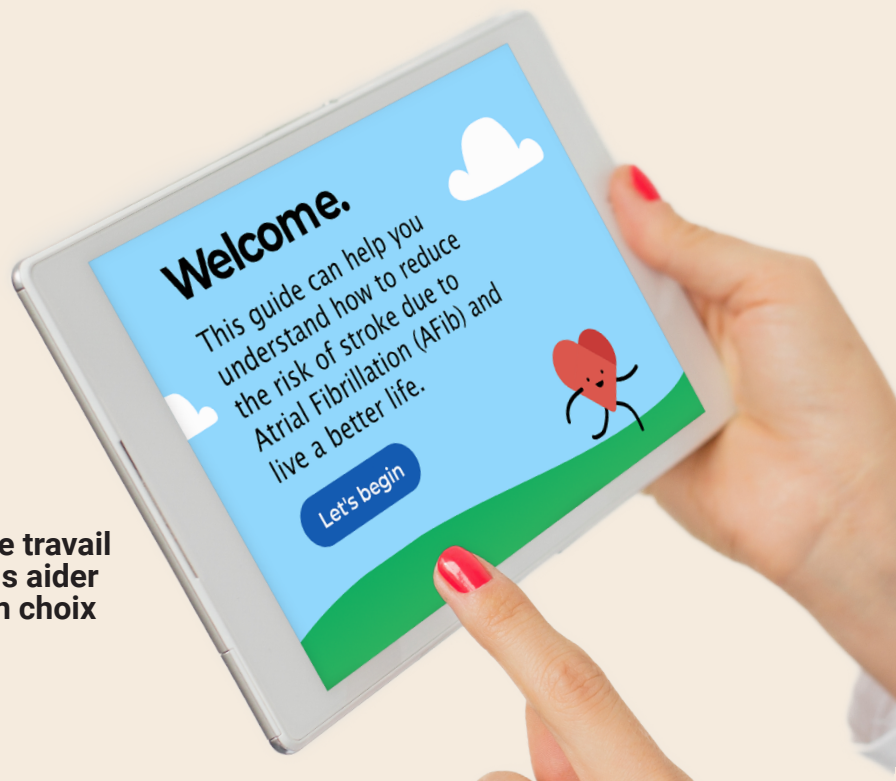 Welcome.
This guide can help you
understand how to reduce
the risk of stroke due to
Atrial Fibrillation (AFib) and
live a better life.
Let's begin
e travail
s aider
n choix